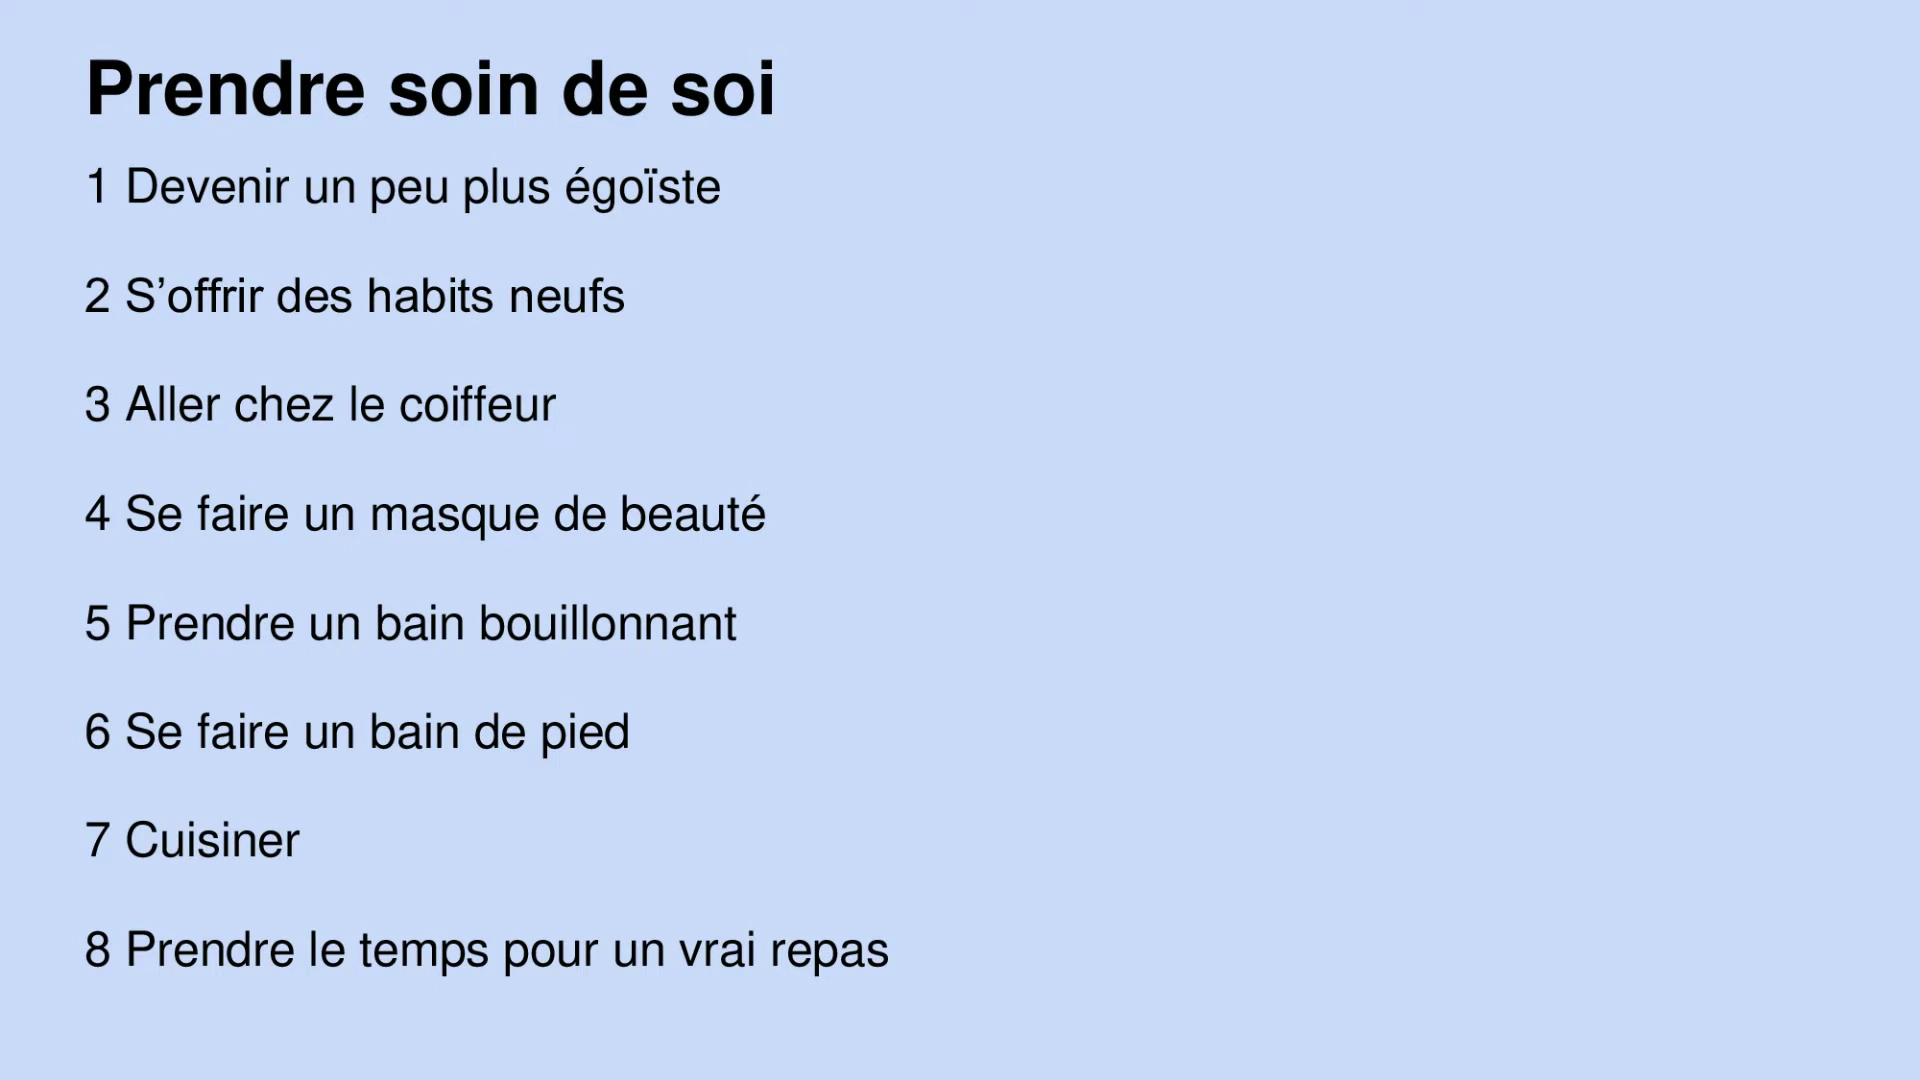 Prendre soin de soi
1 Devenir un peu plus égoïste
2 S’offrir des habits neufs
3 Aller chez le coiffeur
4 Se faire un masque de beauté
5 Prendre un bain bouillonnant
6 Se faire un bain de pied
7 Cuisiner
8 Prendre le temps pour un vrai repas